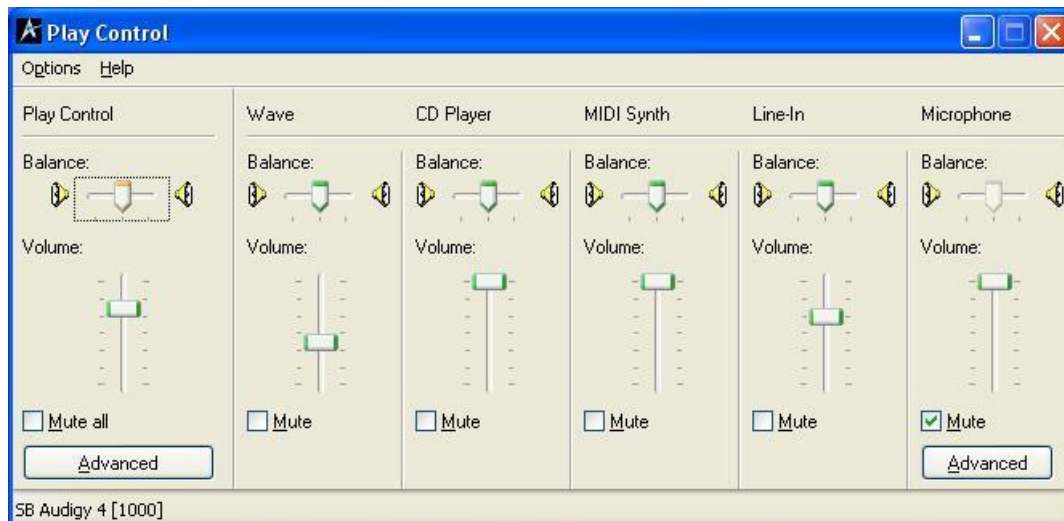 Play Control
Options Help
Play Control Wave CD Player MIDI Synth Line-In Microphone
Balance: Balance: Balance: Balance: Balance: Balance:
Volume: Volume: Volume: Volume: Volume: Volume:
Mute all Mute Mute Mute Mute Mute
Advanced Advanced
SB Audigy 4 [1000]